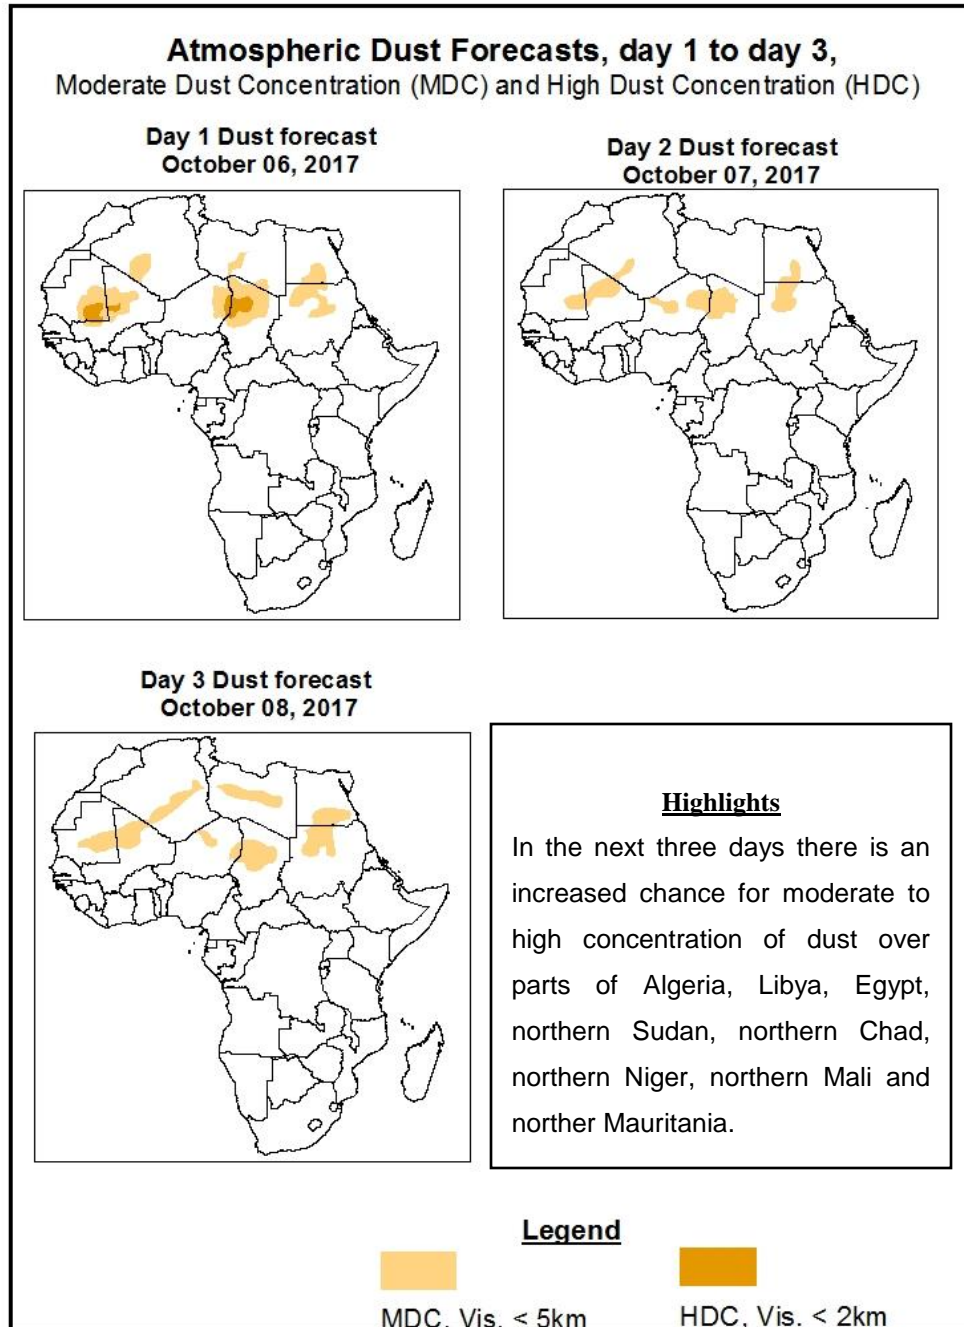 Atmospheric Dust Forecasts, day 1 to day 3,
Moderate Dust Concentration (MDC) and High Dust Concentration (HDC)
Day 1 Dust forecast
October 06, 2017
Day 2 Dust forecast
October 07, 2017
Day 3 Dust forecast
October 08, 2017
Highlights
In the next three days there is an
increased chance for moderate to
high concentration of dust over
parts of Algeria, Libya, Egypt,
northern Sudan, northern Chad,
northern Niger, northern Mali and
norther Mauritania.
Legend
MDC, Vis. < 5km
HDC, Vis. < 2km